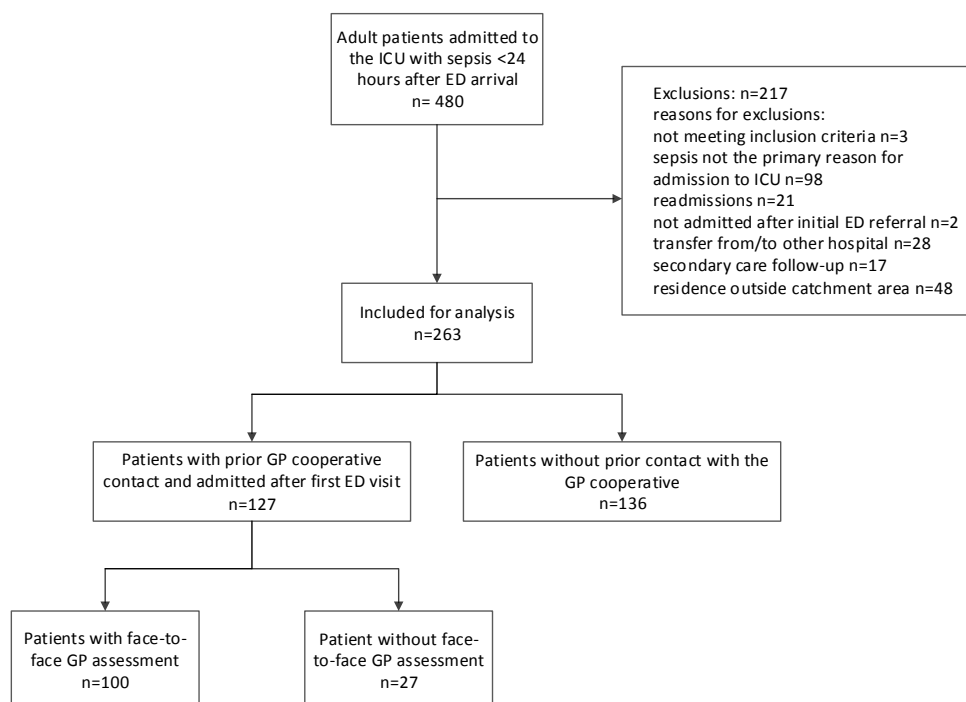 Adult patients admitted to
the ICU with sepsis <24
hours after ED arrival
n= 480
Exclusions: n=217
reasons for exclusions:
not meeting inclusion criteria n=3
sepsis not the primary reason for
admission to ICU n=98
readmissions n=21
not admitted after initial ED referral n=2
transfer from/to other hospital n=28
secondary care follow-up n=17
residence outside catchment area n=48
Included for analysis
n=263
Patients with prior GP cooperative
contact and admitted after first ED visit
n=127
Patients without prior contact with the
GP cooperative
n=136
Patients with face-to-
face GP assessment
n=100
Patient without face-
to-face GP assessment
n=27